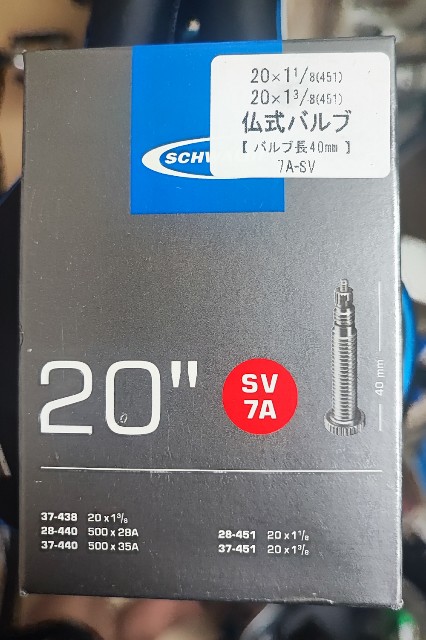 20×1 1/8(451)
20×1 3/8(451)
仏式バルブ
【 バルブ長40mm 】
7A-SV
SCHW
40 mm
20"
SV
7A
37-438 20 x 1 3/8
28-440 500 x 28A
37-440 500 x 35A
28-451 20 x 1 1/8
37-451 20 x 1 3/8